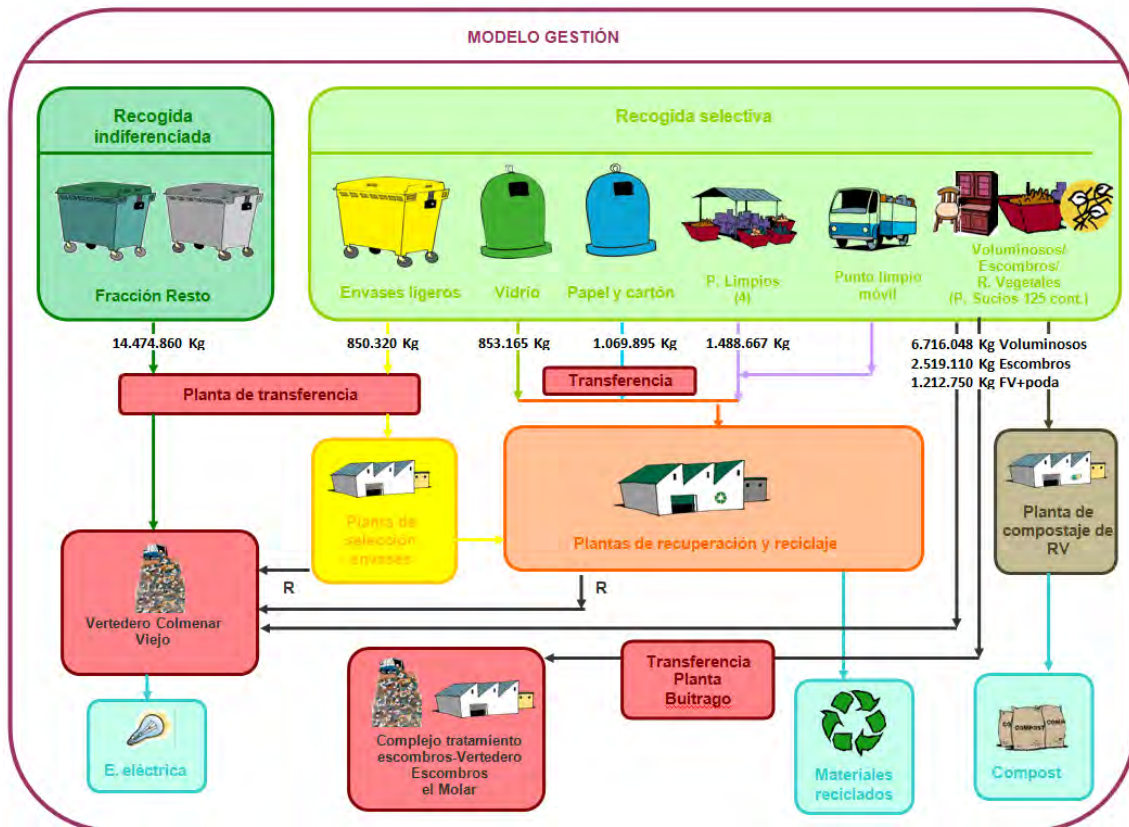 MODELO GESTIÓN
Recogida
indiferenciada
Fracción Resto
Recogida selectiva
Envases ligeros
Vidrio
Papel y cartón
P. Limpios
(4)
Punto limpio
móvil
Voluminosos/
Escombros/
R. Vegetales
(P. Sucios 125 cont.)
14.474.860 Kg
850.320 Kg
853.165 Kg
1.069.895 Kg
1.488.667 Kg
6.716.048 Kg Voluminosos
2.519.110 Kg Escombros
1.212.750 Kg FV+poda
Planta de transferencia
Transferencia
Planta de
selección
envases
Plantas de recuperación y reciclaje
Planta de
compostaje de
RV
R
R
Vertedero Colmenar
Viejo
Transferencia
Planta
Buitrago
E. eléctrica
Complejo tratamiento
escombros-Vertedero
Escombros
el Molar
Materiales
reciclados
COMPOST
Compost